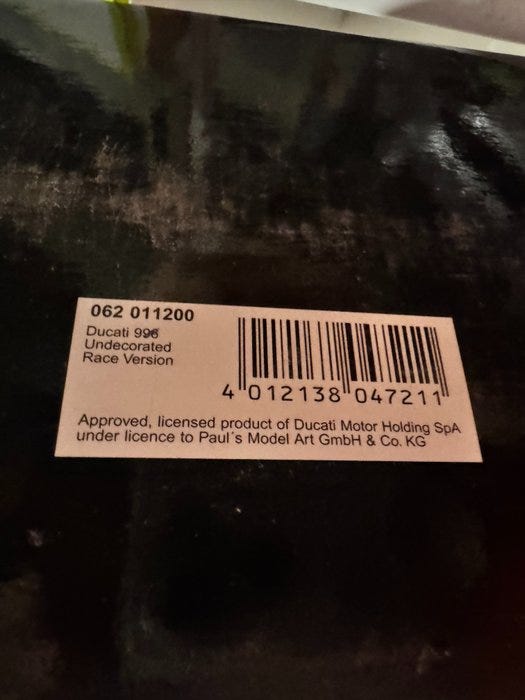 062 011200
Ducati 996
Undecorated
Race Version
4 012138 047211
Approved, licensed product of Ducati Motor Holding SpA
under licence to Paul´s Model Art GmbH & Co. KG